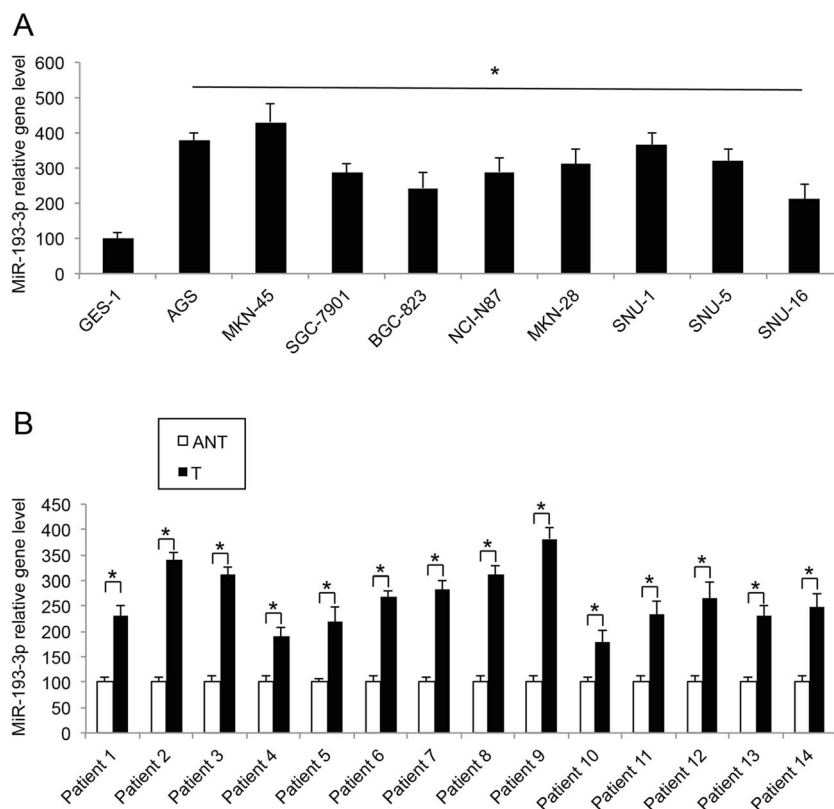 A
MiR-193-3p relative gene level
600
500
400
300
200
100
0
*
GES-1
AGS
MKN-45
SGC-7901
BGC-823
NCI-N87
MKN-28
SNU-1
SNU-5
SNU-16
B
ANT
T
MiR-193-3p relative gene level
450
400
350
300
250
200
150
100
50
0
* * * * * * * * * * * * * *
Patient 1
Patient 2
Patient 3
Patient 4
Patient 5
Patient 6
Patient 7
Patient 8
Patient 9
Patient 10
Patient 11
Patient 12
Patient 13
Patient 14